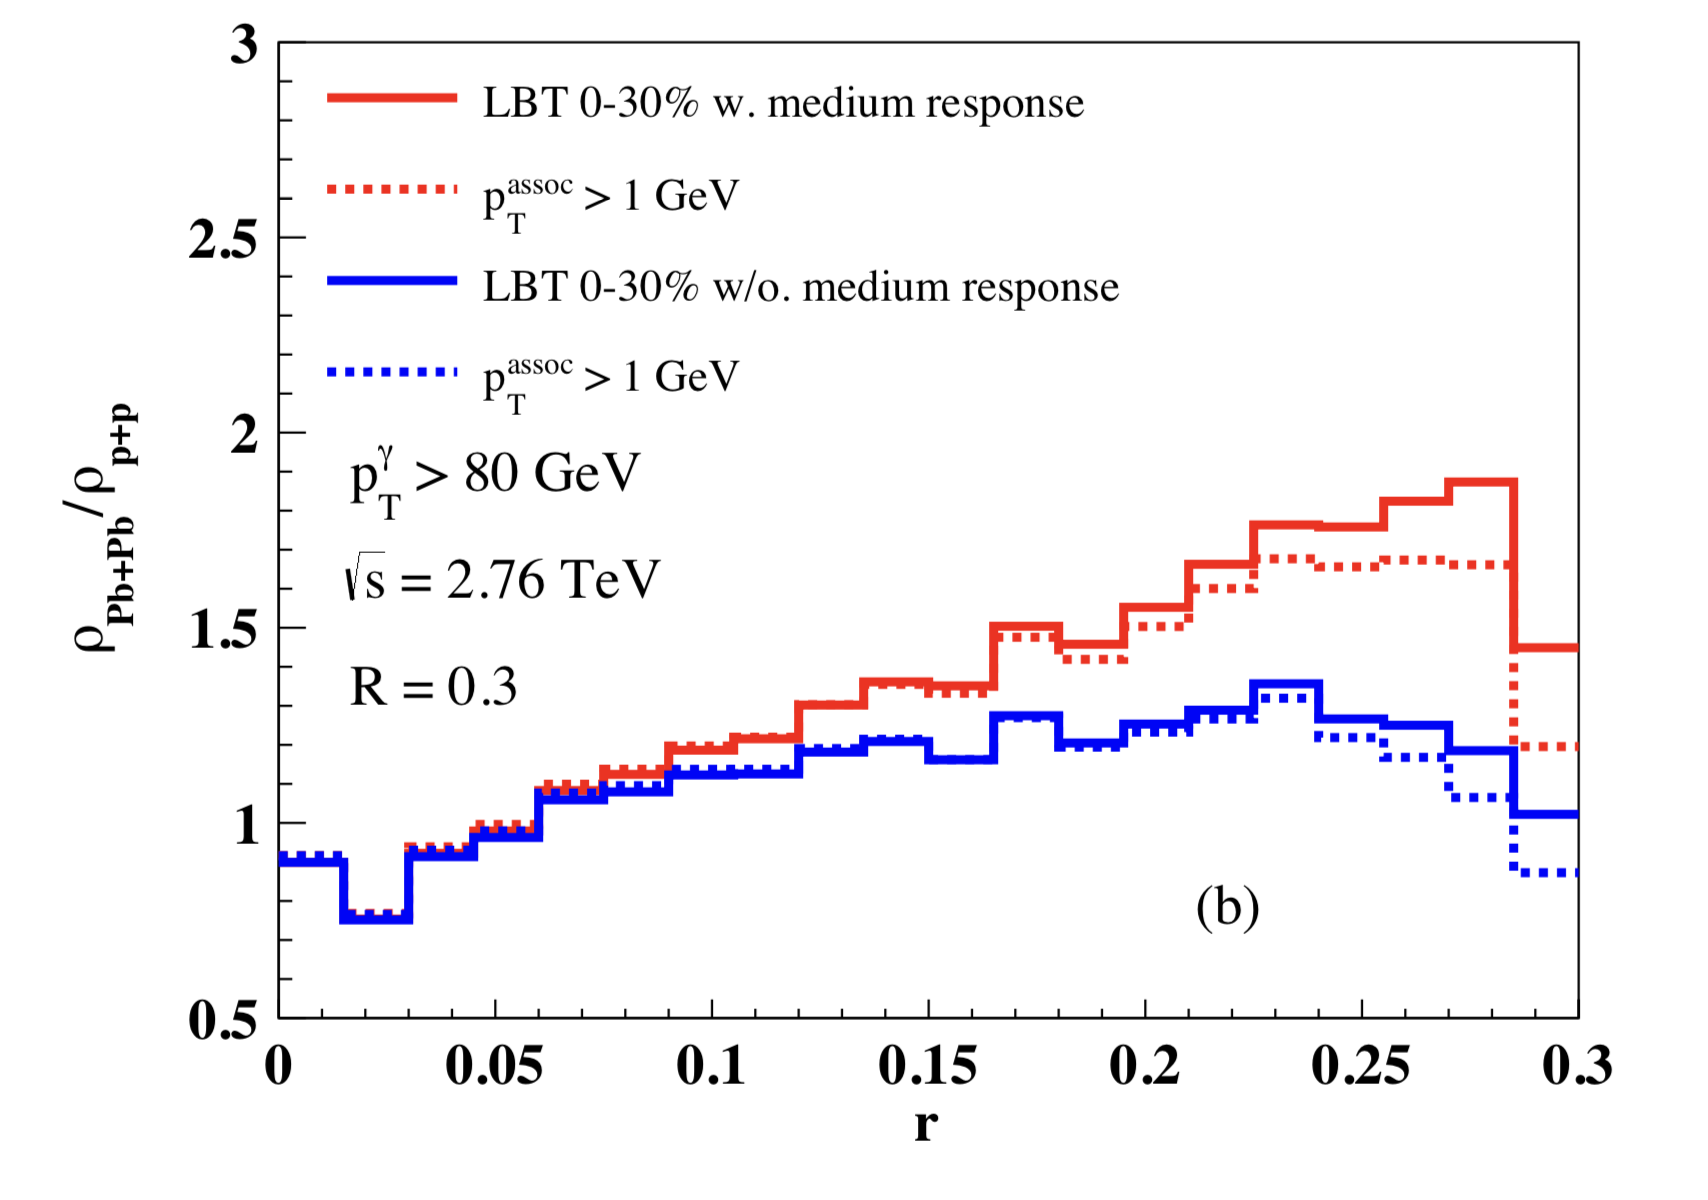 3
LBT 0-30% w. medium response
p_T^assoc > 1 GeV
2.5
LBT 0-30% w/o. medium response
p_T^assoc > 1 GeV
2
p_T^γ > 80 GeV
√s = 2.76 TeV
1.5
R = 0.3
1
(b)
0.5
ρ_Pb+Pb/ρ_p+p
0 0.05 0.1 0.15 0.2 0.25 0.3
r